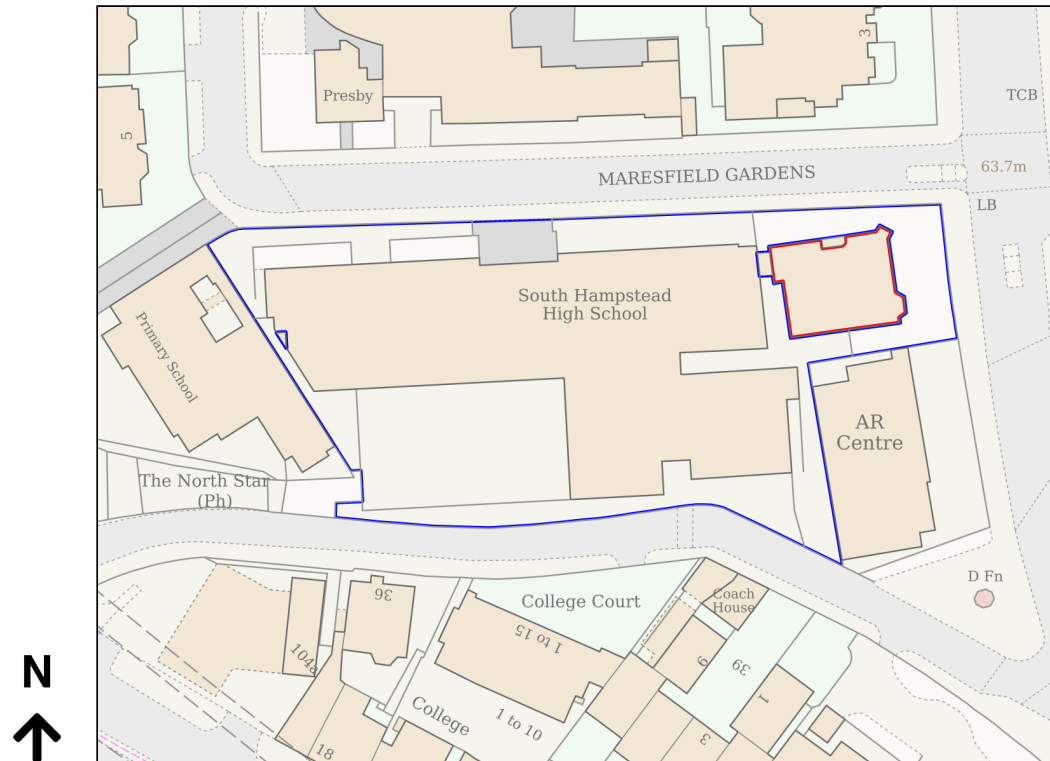 TCB
3
Presby
5
63.7m
MARESFIELD GARDENS
LB
South Hampstead
High School
Primary School
AR
Centre
The North Star
(Ph)
D Fn
36
College Court
Coach
House
1 to 15
104a
9
39
1
College
1 to 10
3
18
N